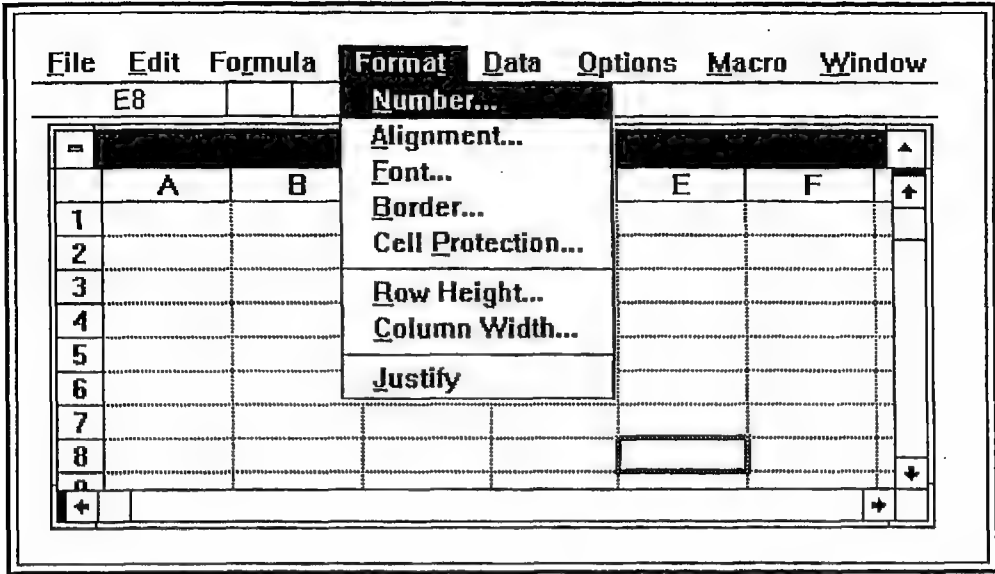 File Edit Formula Format Data Options Macro Window
E8
Number...
Alignment...
Font...
Border...
Cell Protection...
Row Height...
Column Width...
Justify
A B E F
1
2
3
4
5
6
7
8